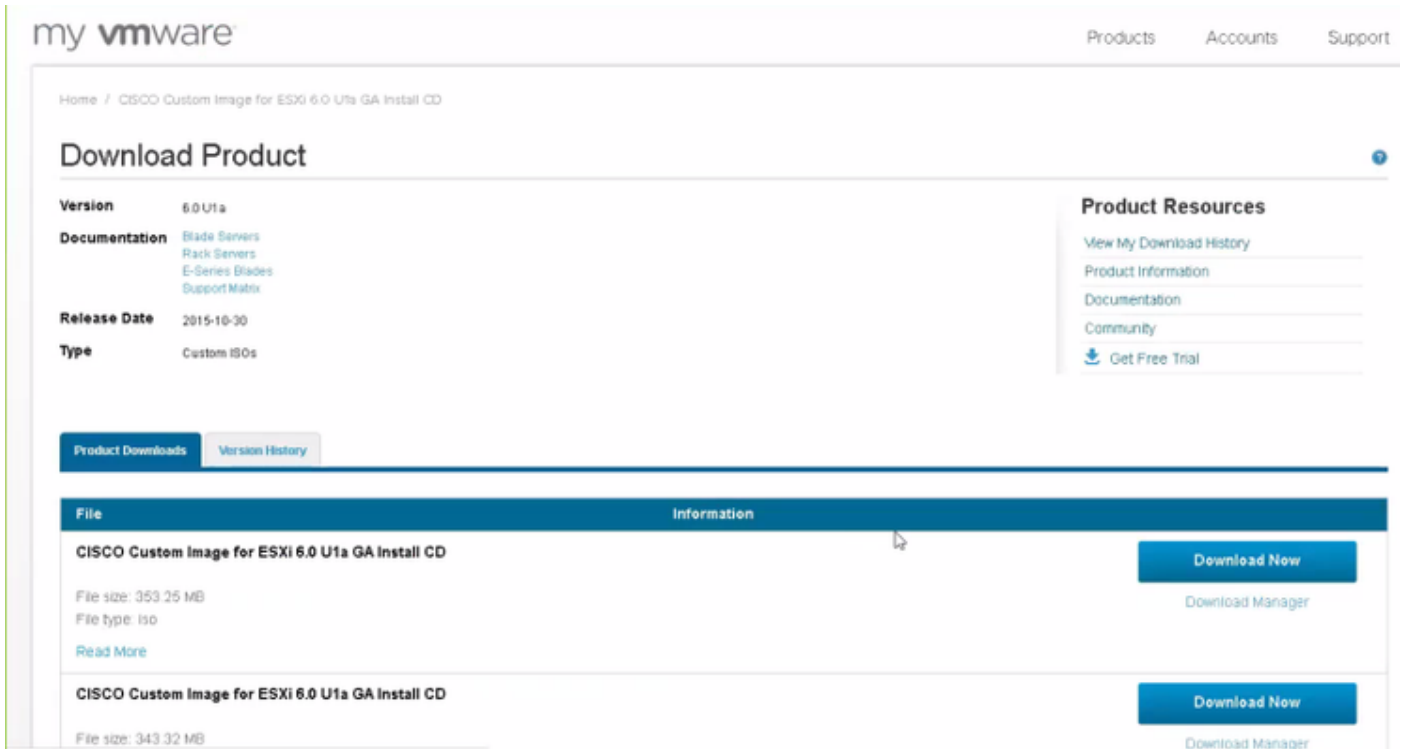 my vmware
Products Accounts Support
Home / CISCO Custom Image for ESXi 6.0 U1a GA Install CD
Download Product
?
Version 6.0 U1a
Documentation Blade Servers
Rack Servers
E-Series Blades
Support Matrix
Release Date 2015-10-30
Type Custom ISOs
Product Resources
View My Download History
Product Information
Documentation
Community
Get Free Trial
Product Downloads Version History
File Information
CISCO Custom Image for ESXi 6.0 U1a GA Install CD
Download Now
File size: 353.25 MB
Download Manager
File type: iso
Read More
CISCO Custom Image for ESXi 6.0 U1a GA Install CD
Download Now
File size: 343.32 MB
Download Manager